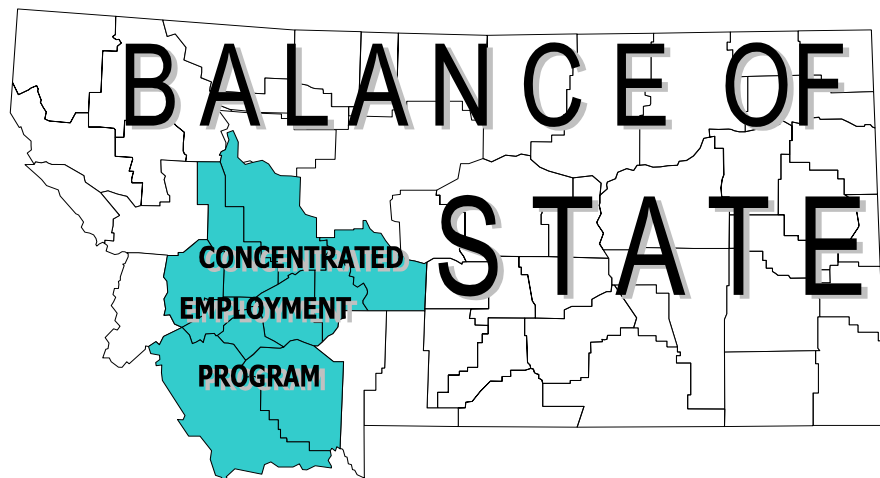 BALANCE OF
STATE
CONCENTRATED
EMPLOYMENT
PROGRAM